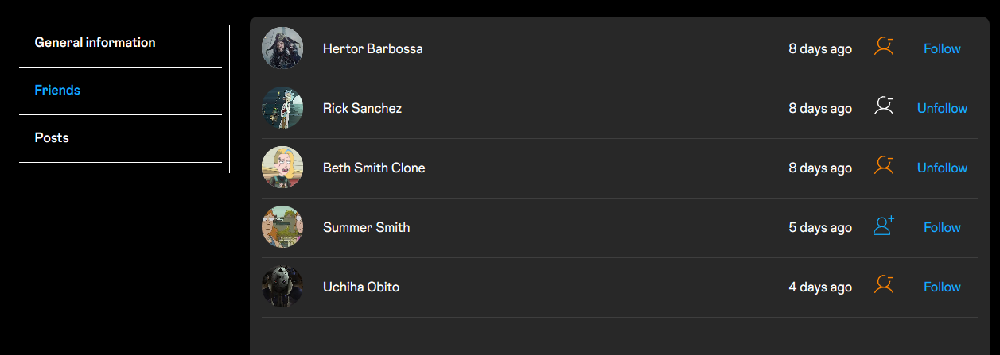 General information
Friends
Posts
Hertor Barbossa 8 days ago Follow
Rick Sanchez 8 days ago Unfollow
Beth Smith Clone 8 days ago Unfollow
Summer Smith 5 days ago Follow
Uchiha Obito 4 days ago Follow